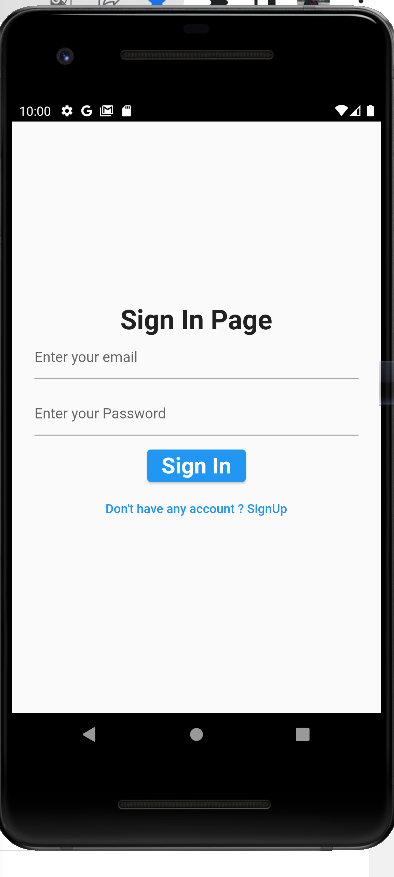 10:00
Sign In Page
Enter your email
Enter your Password
Sign In
Don't have any account ? SignUp